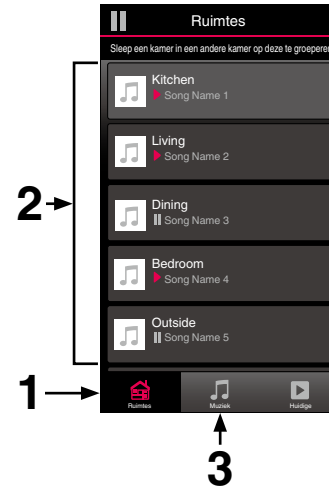 Ruimtes
Sleep een kamer in een andere kamer op deze te groeperen
Kitchen
Song Name 1
Living
Song Name 2
2
Dining
Song Name 3
Bedroom
Song Name 4
Outside
Song Name 5
1
Ruimtes
Muziek
Huidige
3